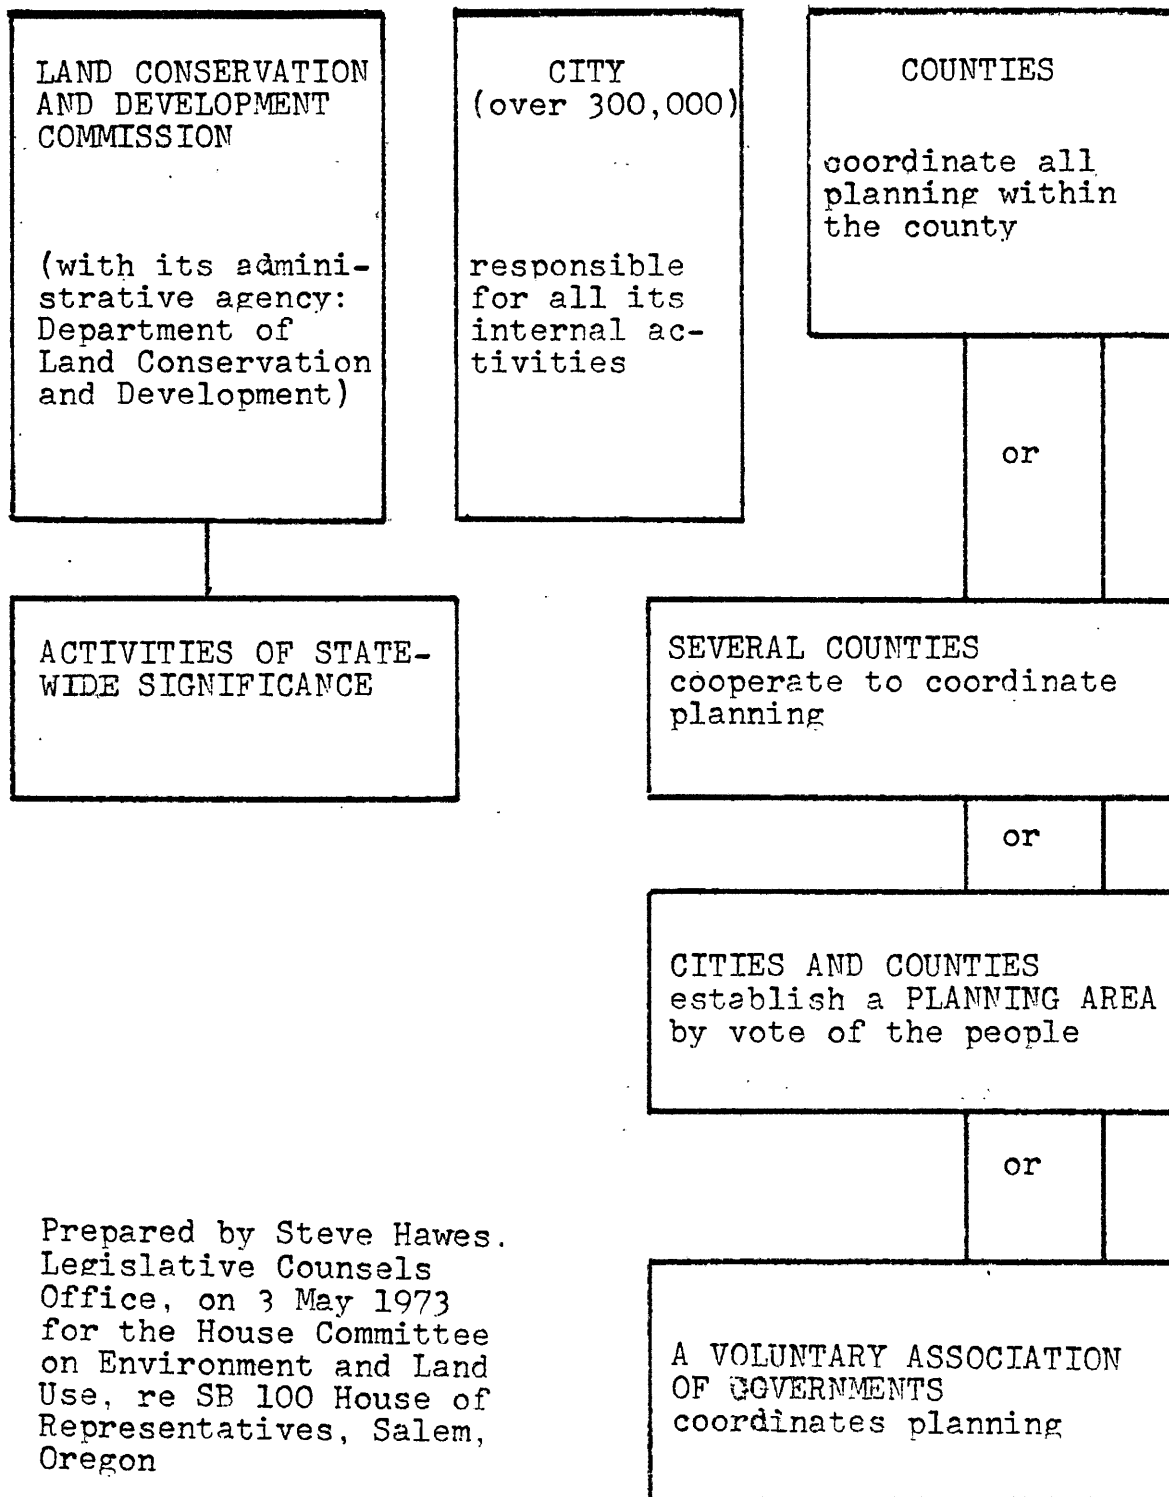 LAND CONSERVATION
AND DEVELOPMENT
COMMISSION
(with its admini-
strative agency:
Department of
Land Conservation
and Development)
CITY
(over 300,000)
responsible
for all its
internal ac-
tivities
COUNTIES
coordinate all
planning within
the county
or
ACTIVITIES OF STATE-
WIDE SIGNIFICANCE
SEVERAL COUNTIES
cooperate to coordinate
planning
or
CITIES AND COUNTIES
establish a PLANNING AREA
by vote of the people
or
A VOLUNTARY ASSOCIATION
OF GOVERNMENTS
coordinates planning
Prepared by Steve Hawes.
Legislative Counsels
Office, on 3 May 1973
for the House Committee
on Environment and Land
Use, re SB 100 House of
Representatives, Salem,
Oregon